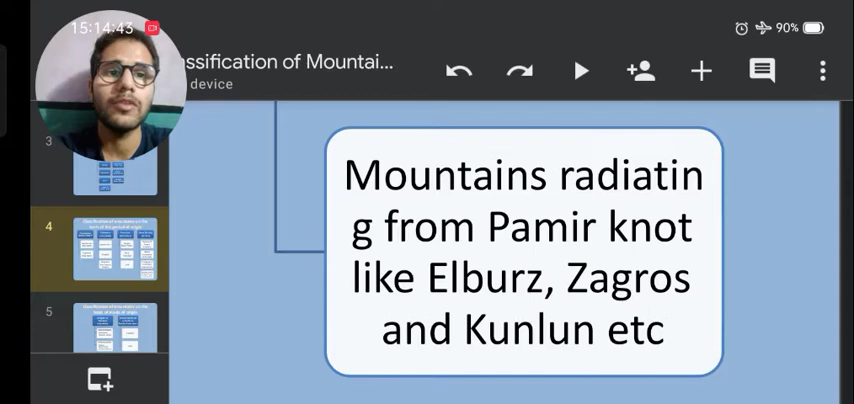 15:14:43
90%
assification of Mountai...
device
3
4
5
Mountains radiatin
g from Pamir knot
like Elburz, Zagros
and Kunlun etc